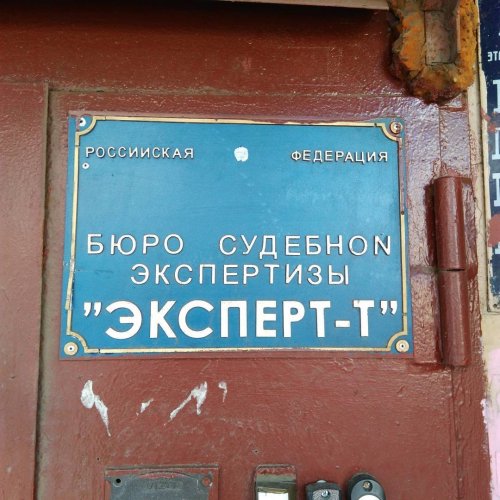 РОССИИСКАЯ ФЕДЕРАЦИЯ
БЮРО СУДЕБНОN
ЭКСПЕРТИЗЫ
"ЭКСПЕРТ-Т"